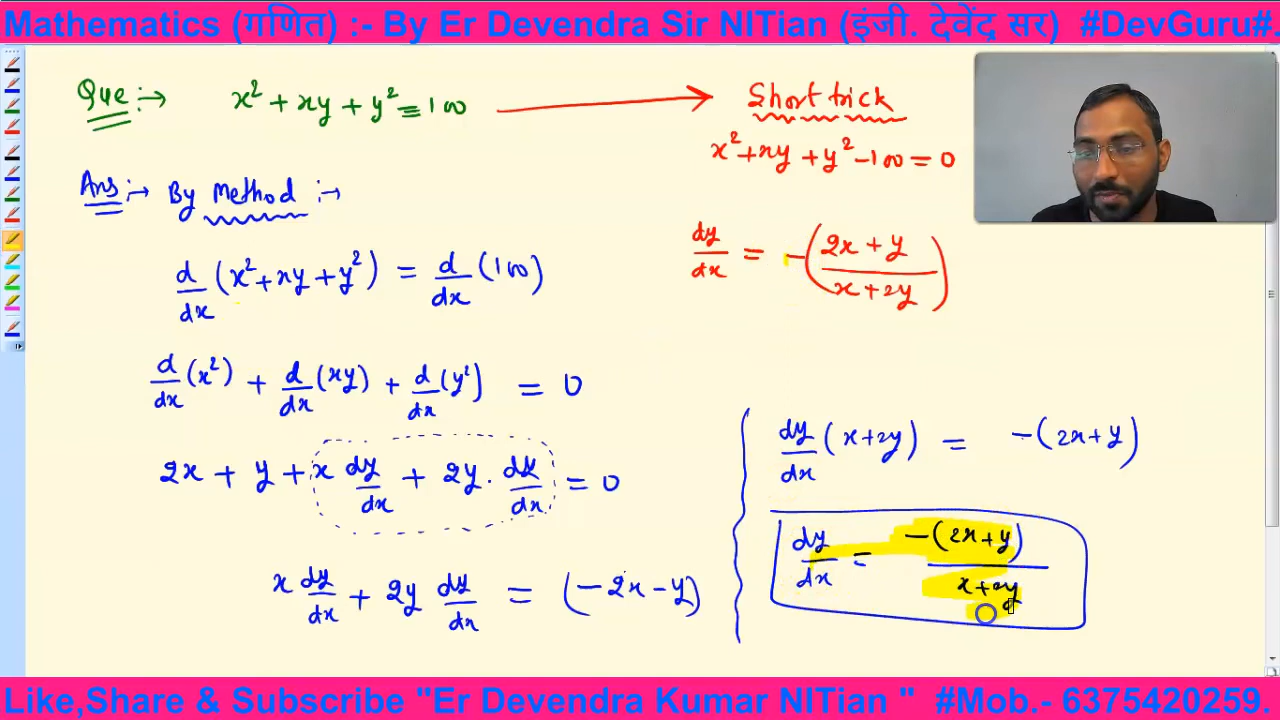 Mathematics (गणित) :- By Er Devendra Sir NITian (इंजी. देवेंद्र सर) #DevGuru#.
Que :→ x² + xy + y² = 100
Short trick
x² + xy + y² - 100 = 0
dy/dx = -((2x + y)/(x + 2y))
Ans :→ By Method :→
d/dx (x² + xy + y²) = d/dx (100)
d/dx (x²) + d/dx (xy) + d/dx (y²) = 0
2x + y + x dy/dx + 2y · dy/dx = 0
x dy/dx + 2y dy/dx = (-2x - y)
dy/dx (x + 2y) = -(2x + y)
dy/dx = -(2x + y)/(x + 2y)
Like,Share & Subscribe "Er Devendra Kumar NITian " #Mob.- 6375420259.